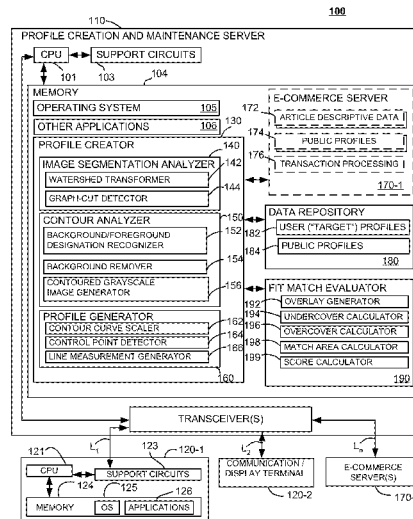 100
110
PROFILE CREATION AND MAINTENANCE SERVER
CPU
SUPPORT CIRCUITS
101
103
104
MEMORY
OPERATING SYSTEM 105
OTHER APPLICATIONS 106
130
PROFILE CREATOR
140
IMAGE SEGMENTATION ANALYZER
142
WATERSHED TRANSFORMER
144
GRAPH-CUT DETECTOR
150
CONTOUR ANALYZER
152
BACKGROUND/FOREGROUND
DESIGNATION RECOGNIZER
154
BACKGROUND REMOVER
156
CONTOURED GRAYSCALE
IMAGE GENERATOR
PROFILE GENERATOR
162
CONTOUR CURVE SCALER
164
CONTROL POINT DETECTOR
166
LINE MEASUREMENT GENERATOR
160
E-COMMERCE SERVER
172
ARTICLE DESCRIPTIVE DATA
174
PUBLIC PROFILES
176
TRANSACTION PROCESSING
170-1
DATA REPOSITORY
182
USER ("TARGET") PROFILES
184
PUBLIC PROFILES
180
FIT MATCH EVALUATOR
192
OVERLAY GENERATOR
194
UNDERCOVER CALCULATOR
196
OVERCOVER CALCULATOR
198
MATCH AREA CALCULATOR
199
SCORE CALCULATOR
190
TRANSCEIVER(S)
L1
L2
Ln
121
123
120-1
CPU
SUPPORT CIRCUITS
124
125
126
MEMORY
OS
APPLICATIONS
COMMUNICATION /
DISPLAY TERMINAL
120-2
E-COMMERCE
SERVER(S)